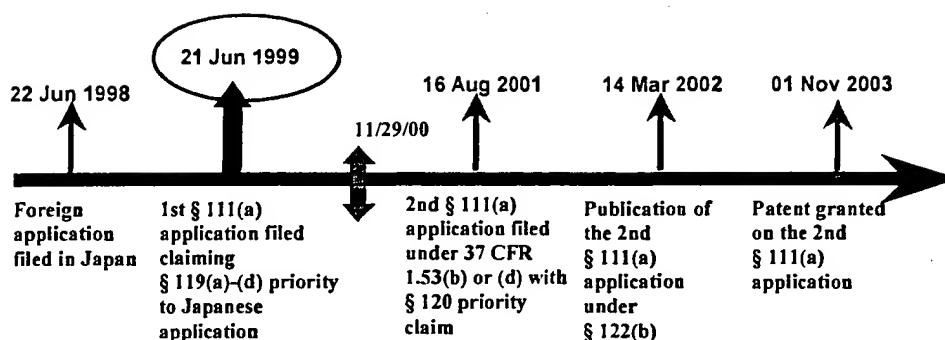 21 Jun 1999
22 Jun 1998
16 Aug 2001
14 Mar 2002
01 Nov 2003
11/29/00
Foreign
application
filed in Japan
1st § 111(a)
application filed
claiming
§ 119(a)-(d) priority
to Japanese
application
2nd § 111(a)
application filed
under 37 CFR
1.53(b) or (d) with
§ 120 priority
claim
Publication of
the 2nd
§ 111(a)
application
under
§ 122(b)
Patent granted
on the 2nd
§ 111(a)
application